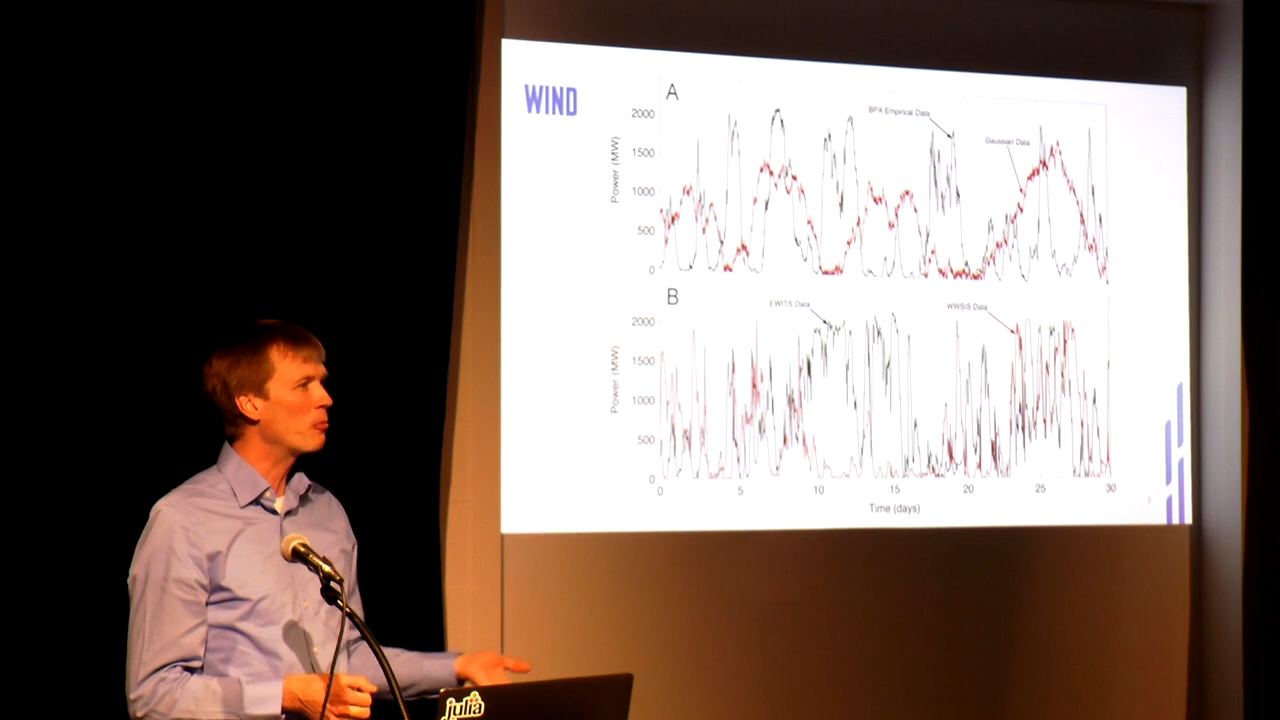 WIND
A
BPA Empirical Data
Gaussian Data
Power (MW)
2000
1500
1000
500
0
B
EWITS Data
WWSIS Data
Power (MW)
2000
1500
1000
500
0
0 5 10 15 20 25 30
Time (days)
julia